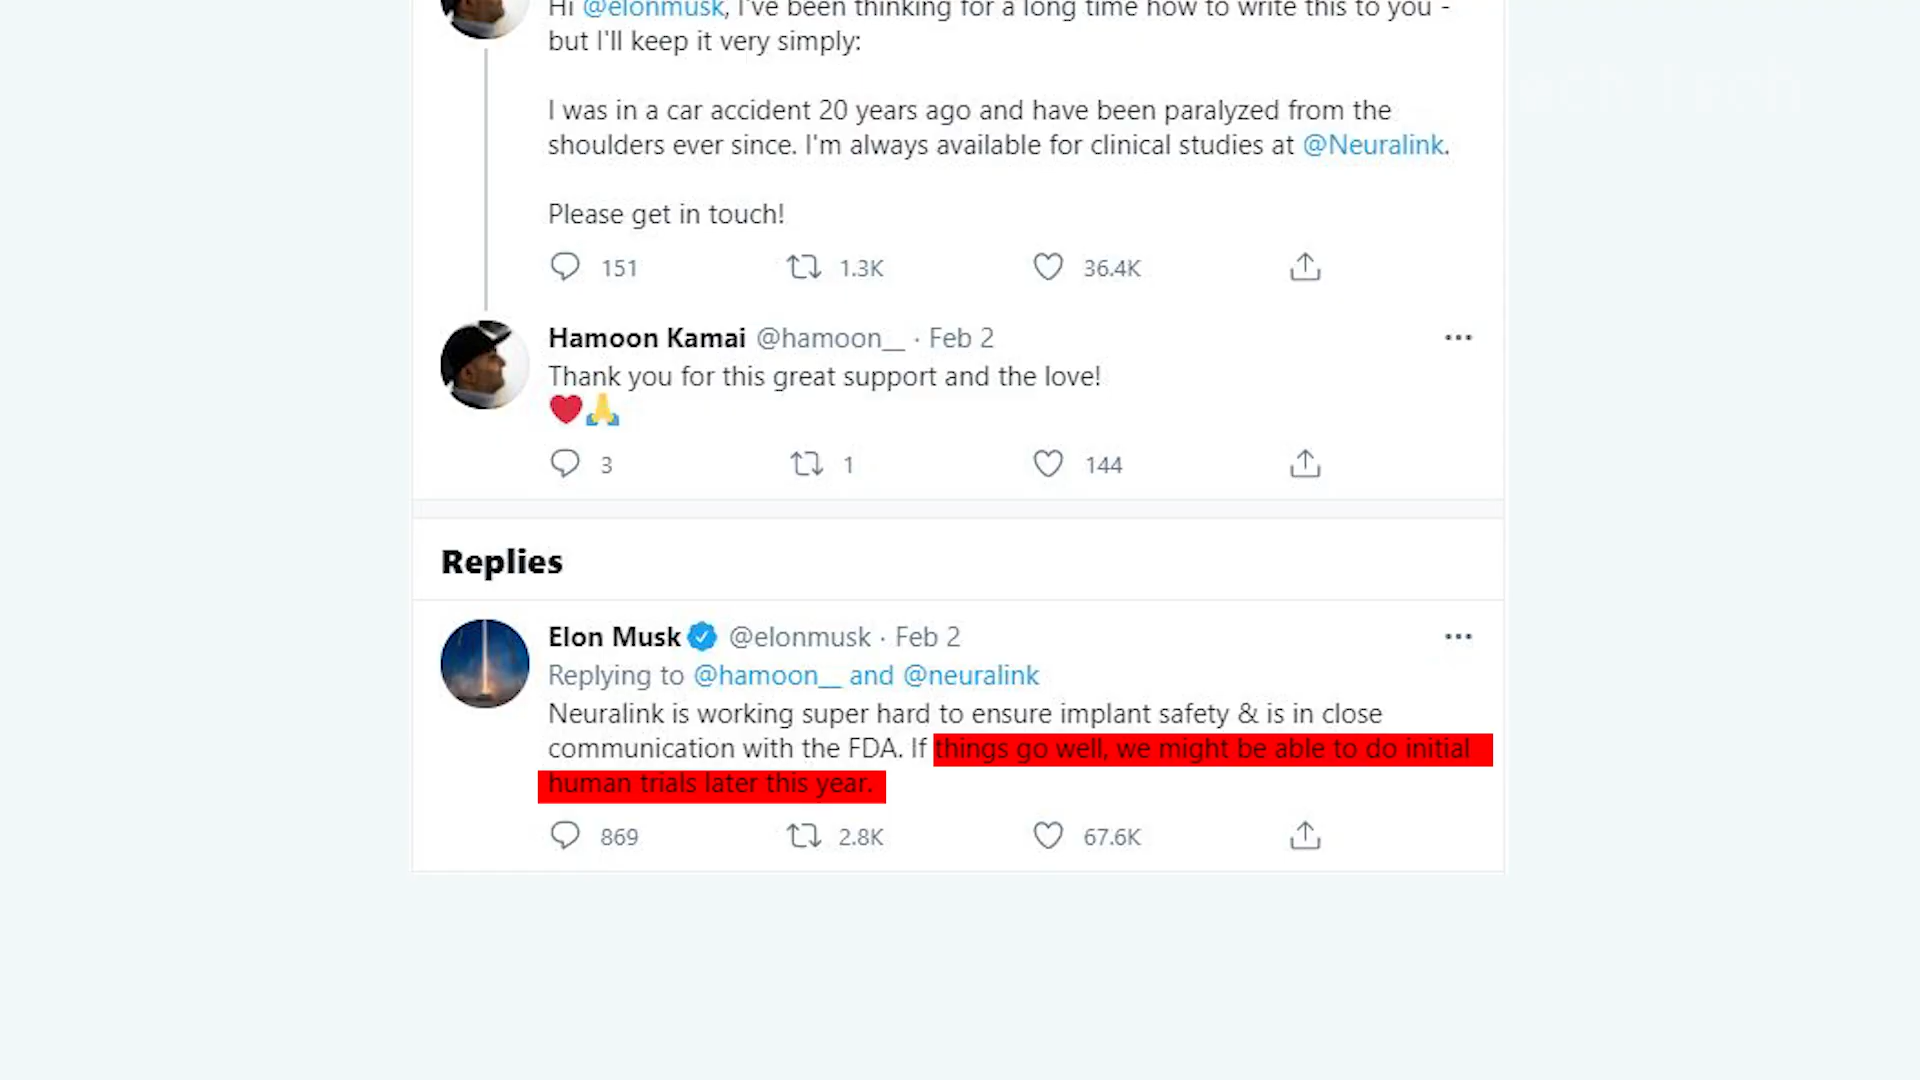 Hi @elonmusk, I've been thinking for a long time how to write this to you -
but I'll keep it very simply:
I was in a car accident 20 years ago and have been paralyzed from the
shoulders ever since. I'm always available for clinical studies at @Neuralink.
Please get in touch!
151 1.3K 36.4K
Hamoon Kamai @hamoon__ · Feb 2
Thank you for this great support and the love!
❤️🙏
3 1 144
Replies
Elon Musk @elonmusk · Feb 2
Replying to @hamoon__ and @neuralink
Neuralink is working super hard to ensure implant safety & is in close
communication with the FDA. If things go well, we might be able to do initial
human trials later this year.
869 2.8K 67.6K